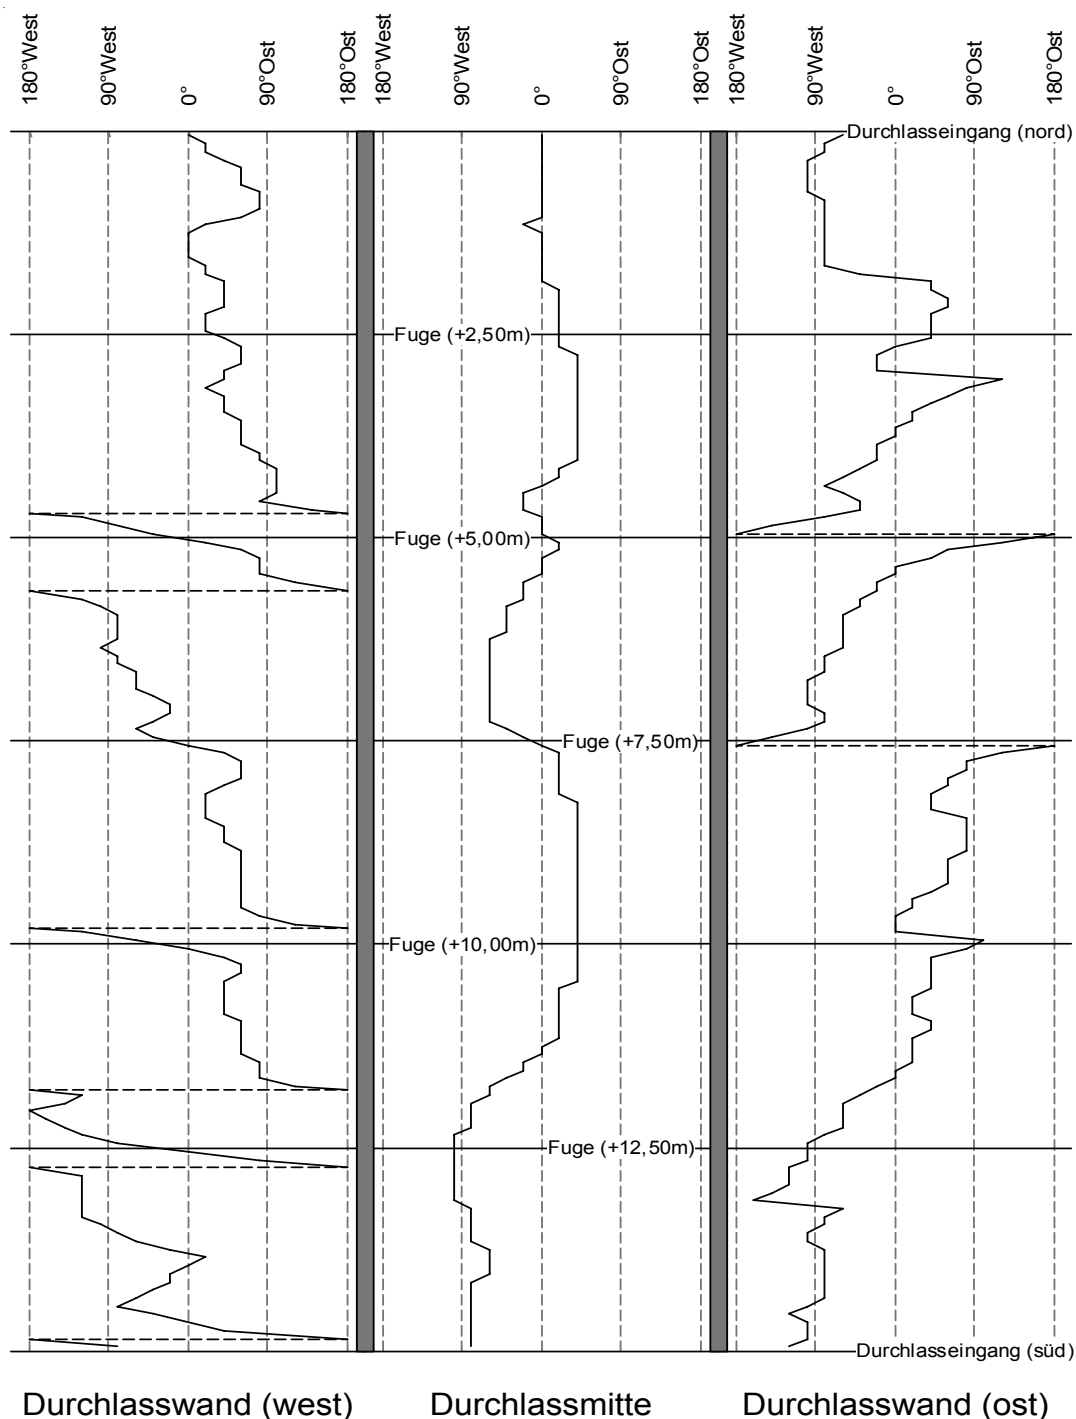 180°West
90°West
0°
90°Ost
180°Ost
180°West
90°West
0°
90°Ost
180°Ost
180°West
90°West
0°
90°Ost
180°Ost
Durchlasseingang (nord)
Fuge (+2,50m)
Fuge (+5,00m)
Fuge (+7,50m)
Fuge (+10,00m)
Fuge (+12,50m)
Durchlasseingang (süd)
Durchlasswand (west)
Durchlassmitte
Durchlasswand (ost)